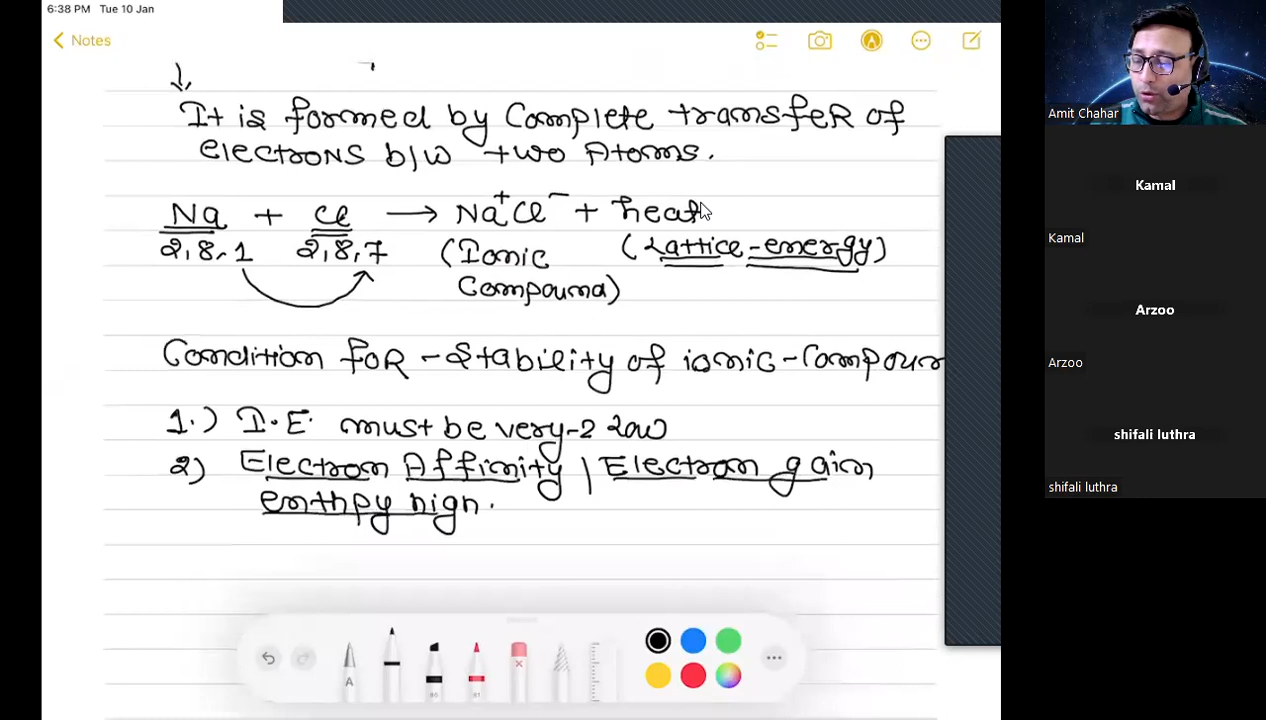 6:38 PM Tue 10 Jan
Notes
It is formed by Complete transfer of
electrons b/w two Atoms.
Na + Cl → Na⁺Cl⁻ + heat
2,8,1 2,8,7 (Ionic (Lattice-energy)
Compound)
Condition for - Stability of ionic-Compoun
1.) I.E. must be very-2 low
2) Electron Affinity | Electron gain
enthpy high.
Amit Chahar
Kamal
Kamal
Arzoo
Arzoo
shifali luthra
shifali luthra